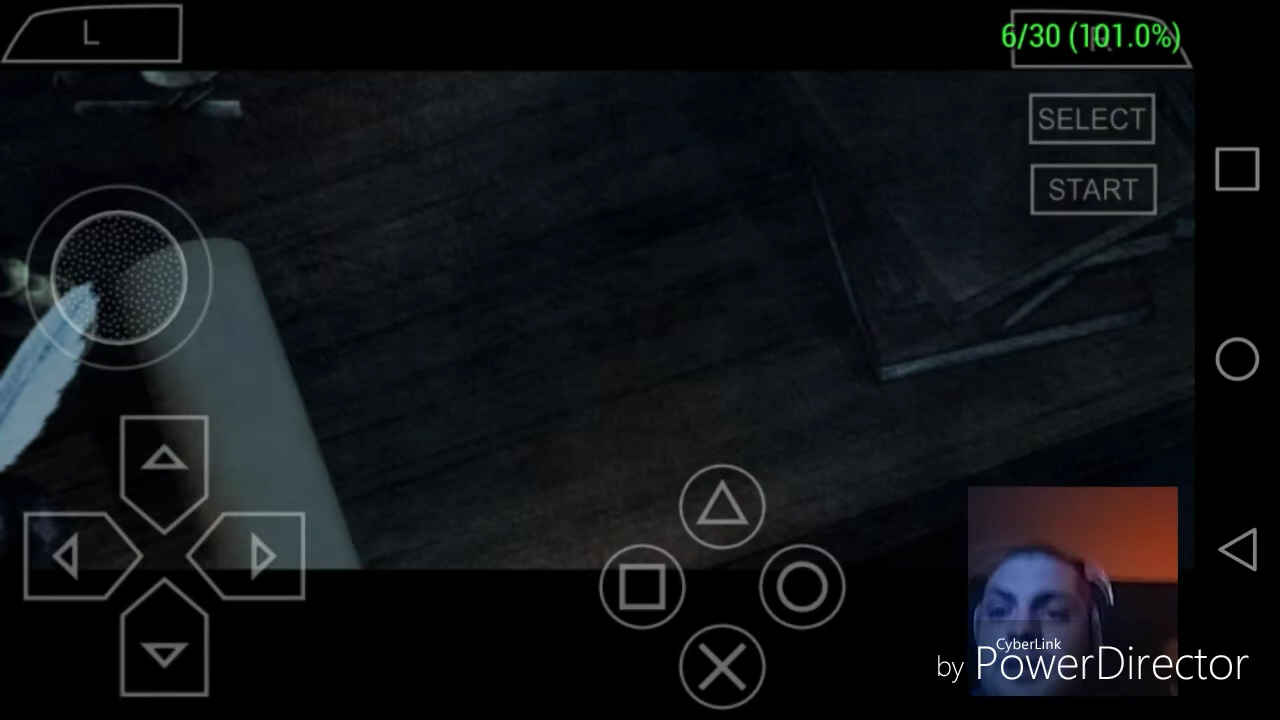 L
6/30 (101.0%)
R
SELECT
START
CyberLink
by PowerDirector